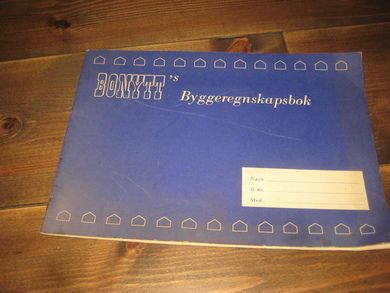 BONYTT's
Byggeregnskapsbok
Navn
G. nr.
Sted